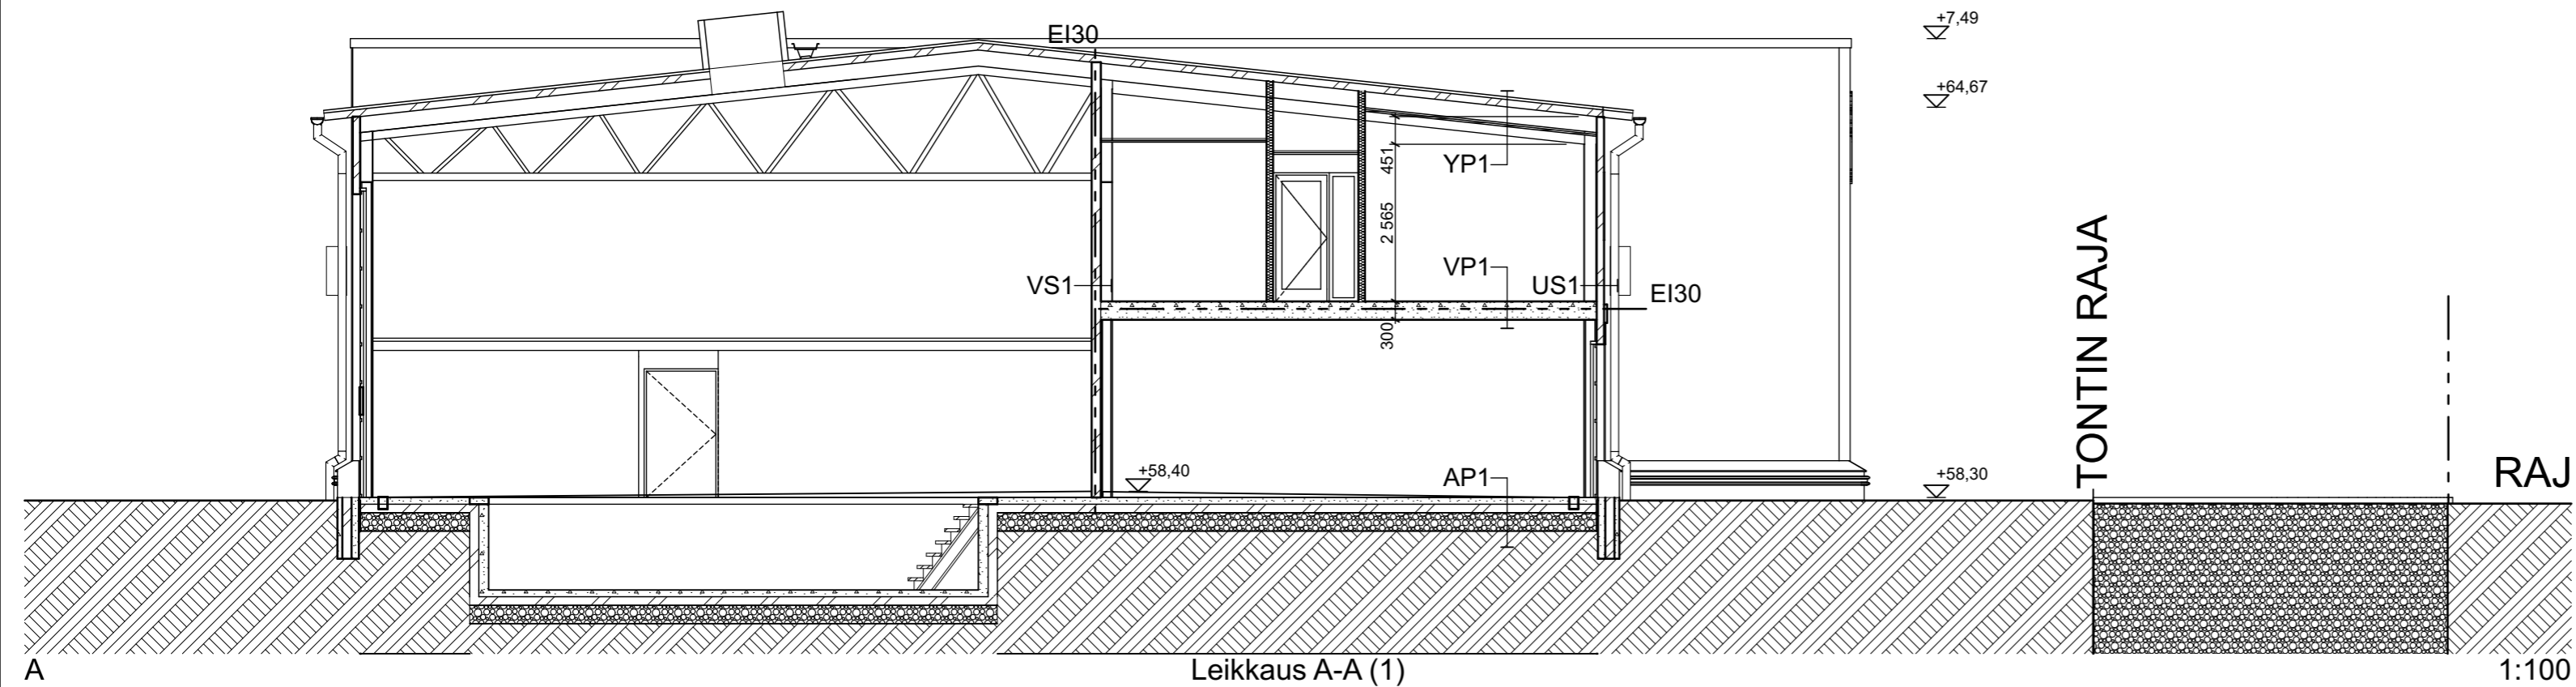 +7,49
EI30
+64,67
YP1
451
2 565
TONTIN RAJA
VP1
VS1
US1
EI30
300
+58,40
AP1
+58,30
RAJ
A
Leikkaus A-A (1)
1:100